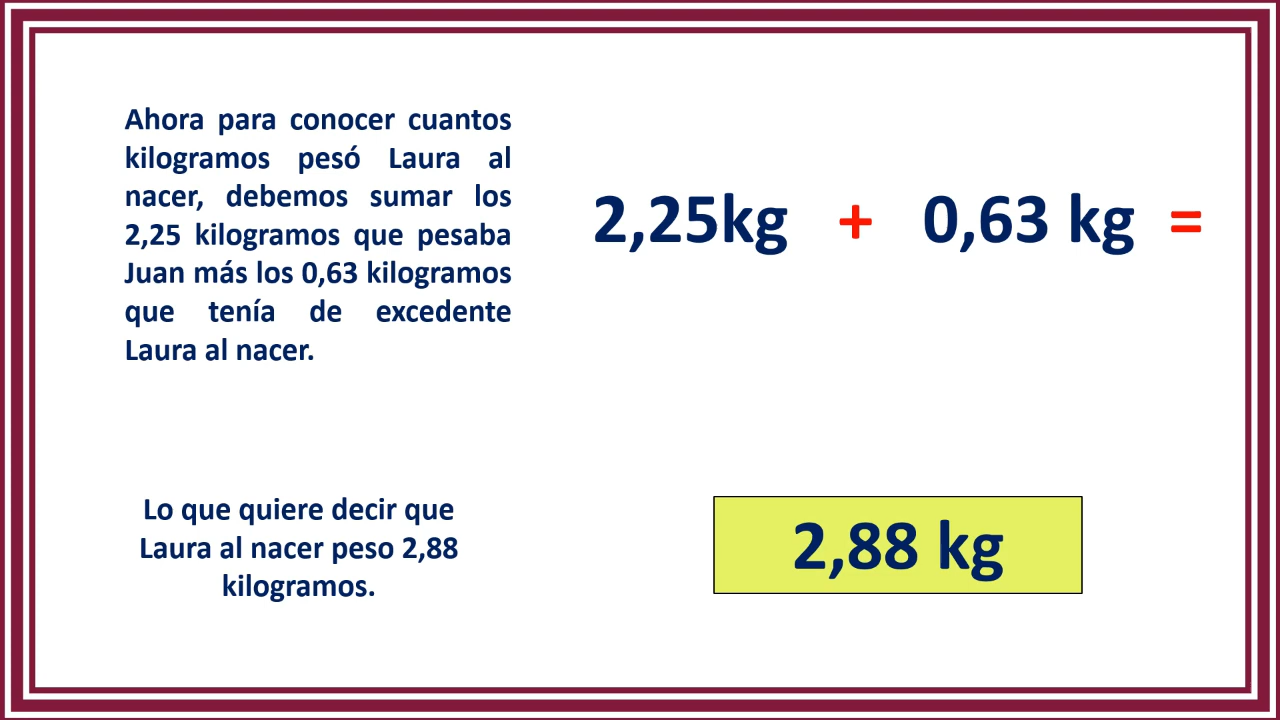 Ahora para conocer cuantos
kilogramos pesó Laura al
nacer, debemos sumar los
2,25 kilogramos que pesaba
Juan más los 0,63 kilogramos
que tenía de excedente
Laura al nacer.
2,25kg + 0,63 kg =
Lo que quiere decir que
Laura al nacer peso 2,88
kilogramos.
2,88 kg